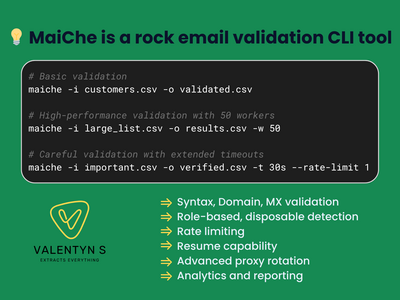 MaiChe is a rock email validation CLI tool
# Basic validation
maiche -i customers.csv -o validated.csv
# High-performance validation with 50 workers
maiche -i large_list.csv -o results.csv -w 50
# Careful validation with extended timeouts
maiche -i important.csv -o verified.csv -t 30s --rate-limit 1
VALENTYN S
EXTRACTS EVERYTHING
Syntax, Domain, MX validation
Role-based, disposable detection
Rate limiting
Resume capability
Advanced proxy rotation
Analytics and reporting